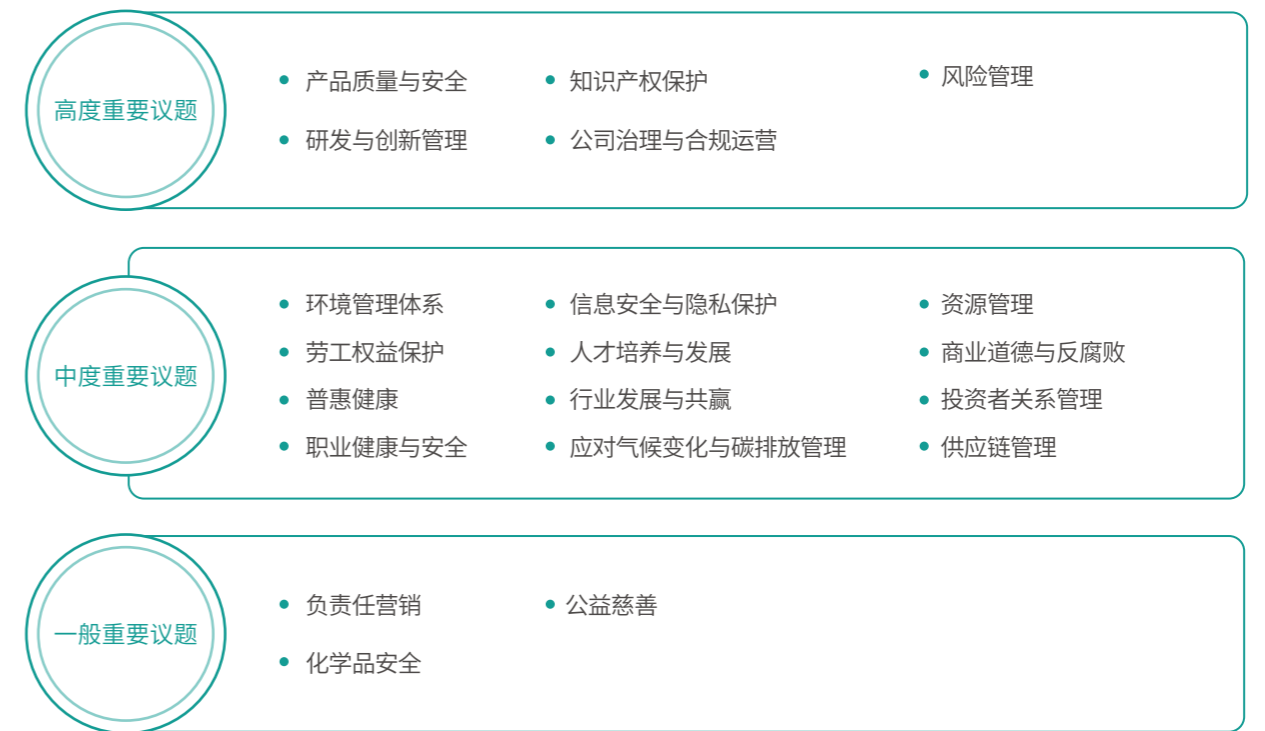 高度重要议题
产品质量与安全
知识产权保护
风险管理
研发与创新管理
公司治理与合规运营
中度重要议题
环境管理体系
信息安全与隐私保护
资源管理
劳工权益保护
人才培养与发展
商业道德与反腐败
普惠健康
行业发展与共赢
投资者关系管理
职业健康与安全
应对气候变化与碳排放管理
供应链管理
一般重要议题
负责任营销
公益慈善
化学品安全